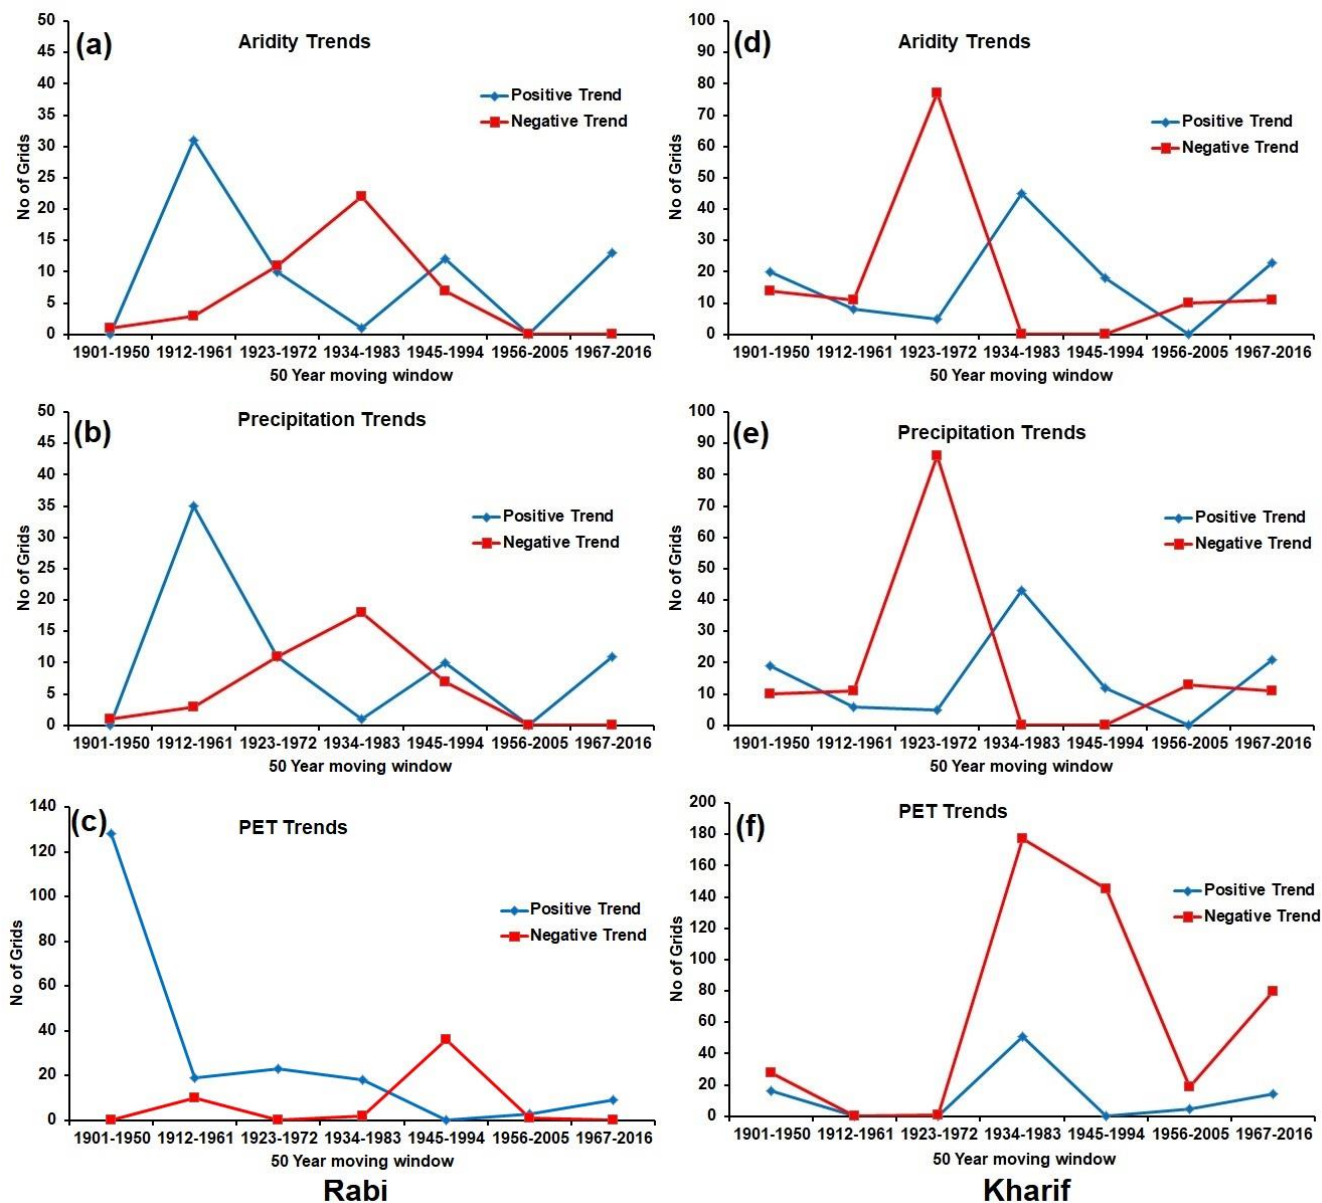 (a)
Aridity Trends
50
45
40
35
30
25
20
15
10
5
0
No of Grids
Positive Trend
Negative Trend
1901-1950 1912-1961 1923-1972 1934-1983 1945-1994 1956-2005 1967-2016
50 Year moving window
(d)
Aridity Trends
100
90
80
70
60
50
40
30
20
10
0
No of Grids
Positive Trend
Negative Trend
1901-1950 1912-1961 1923-1972 1934-1983 1945-1994 1956-2005 1967-2016
50 Year moving window
(b)
Precipitation Trends
50
45
40
35
30
25
20
15
10
5
0
No of Grids
Positive Trend
Negative Trend
1901-1950 1912-1961 1923-1972 1934-1983 1945-1994 1956-2005 1967-2016
50 Year moving window
(e)
Precipitation Trends
100
90
80
70
60
50
40
30
20
10
0
No of Grids
Positive Trend
Negative Trend
1901-1950 1912-1961 1923-1972 1934-1983 1945-1994 1956-2005 1967-2016
50 Year moving window
(c)
PET Trends
140
120
100
80
60
40
20
0
No of Grids
Positive Trend
Negative Trend
1901-1950 1912-1961 1923-1972 1934-1983 1945-1994 1956-2005 1967-2016
50 Year moving window
Rabi
(f)
PET Trends
200
180
160
140
120
100
80
60
40
20
0
No of Grids
Positive Trend
Negative Trend
1901-1950 1912-1961 1923-1972 1934-1983 1945-1994 1956-2005 1967-2016
50 Year moving window
Kharif